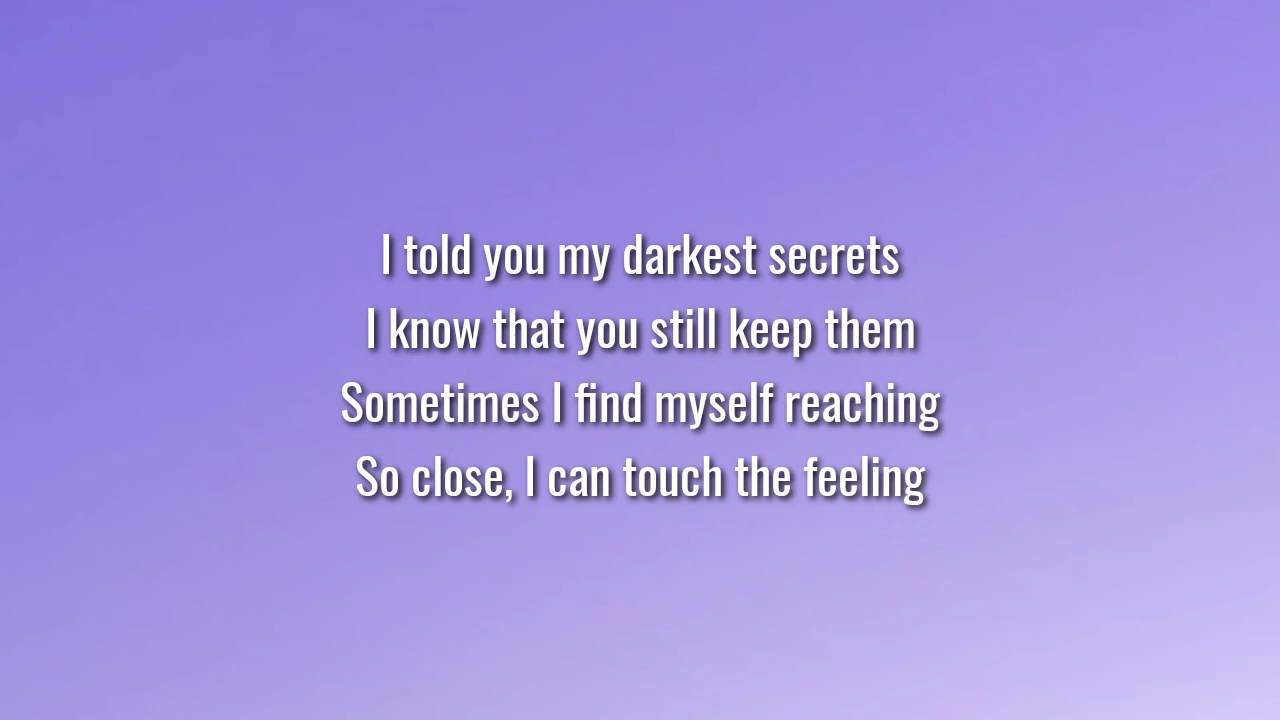 I told you my darkest secrets
I know that you still keep them
Sometimes I find myself reaching
So close, I can touch the feeling